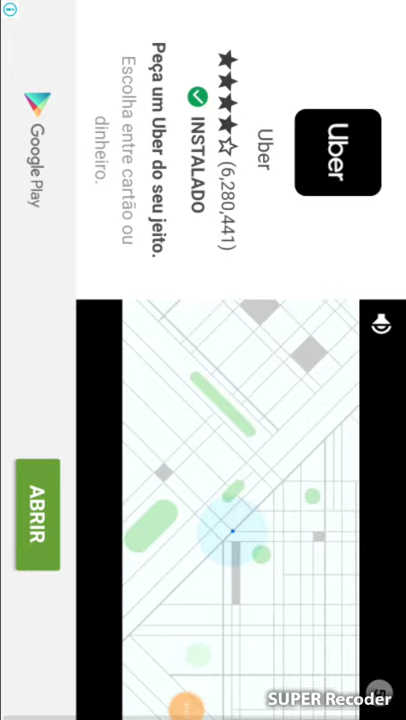 Uber
Uber
★★★★☆ (6,280,441)
INSTALADO
Peça um Uber do seu jeito.
Escolha entre cartão ou
dinheiro.
Google Play
ABRIR
SUPER Recoder